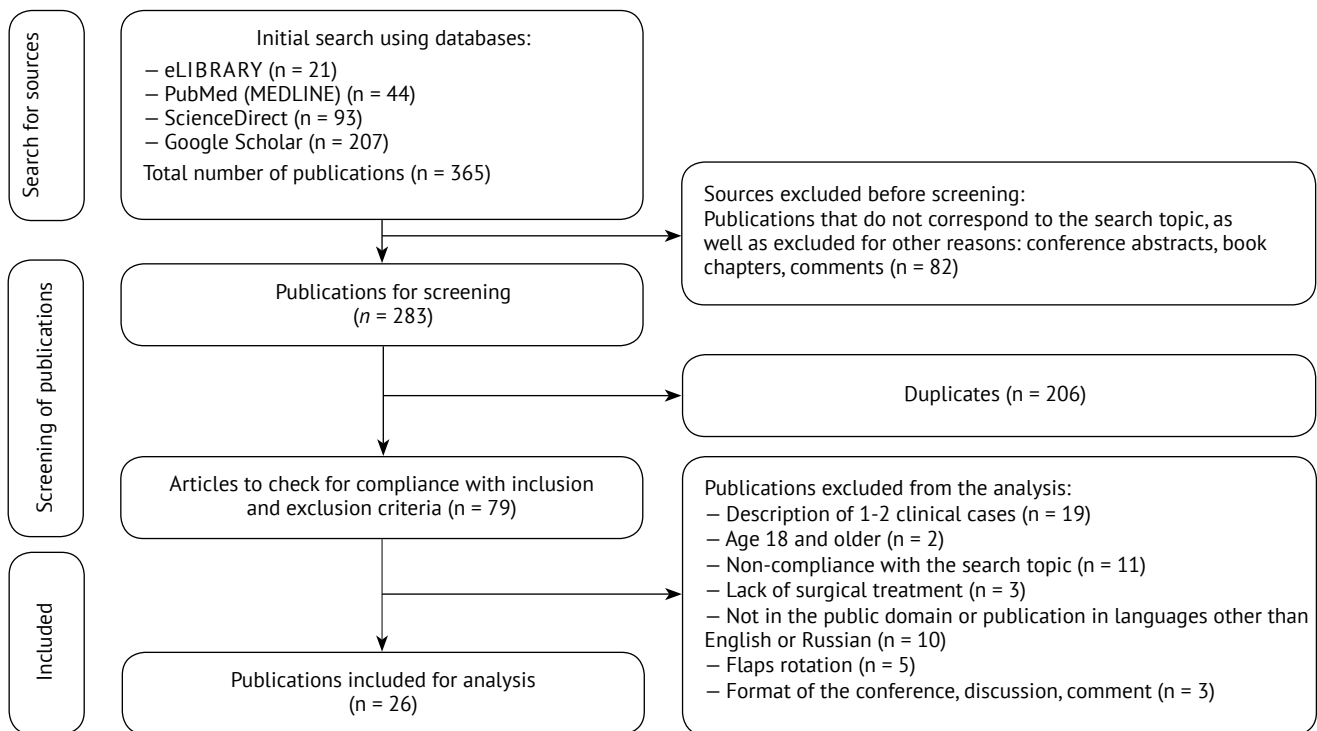 Search for sources
Initial search using databases:
— eLIBRARY (n = 21)
— PubMed (MEDLINE) (n = 44)
— ScienceDirect (n = 93)
— Google Scholar (n = 207)
Total number of publications (n = 365)
Sources excluded before screening:
Publications that do not correspond to the search topic, as
well as excluded for other reasons: conference abstracts, book
chapters, comments (n = 82)
Screening of publications
Publications for screening
(n = 283)
Duplicates (n = 206)
Articles to check for compliance with inclusion
and exclusion criteria (n = 79)
Publications excluded from the analysis:
— Description of 1-2 clinical cases (n = 19)
— Age 18 and older (n = 2)
— Non-compliance with the search topic (n = 11)
— Lack of surgical treatment (n = 3)
— Not in the public domain or publication in languages other than
English or Russian (n = 10)
— Flaps rotation (n = 5)
— Format of the conference, discussion, comment (n = 3)
Included
Publications included for analysis
(n = 26)